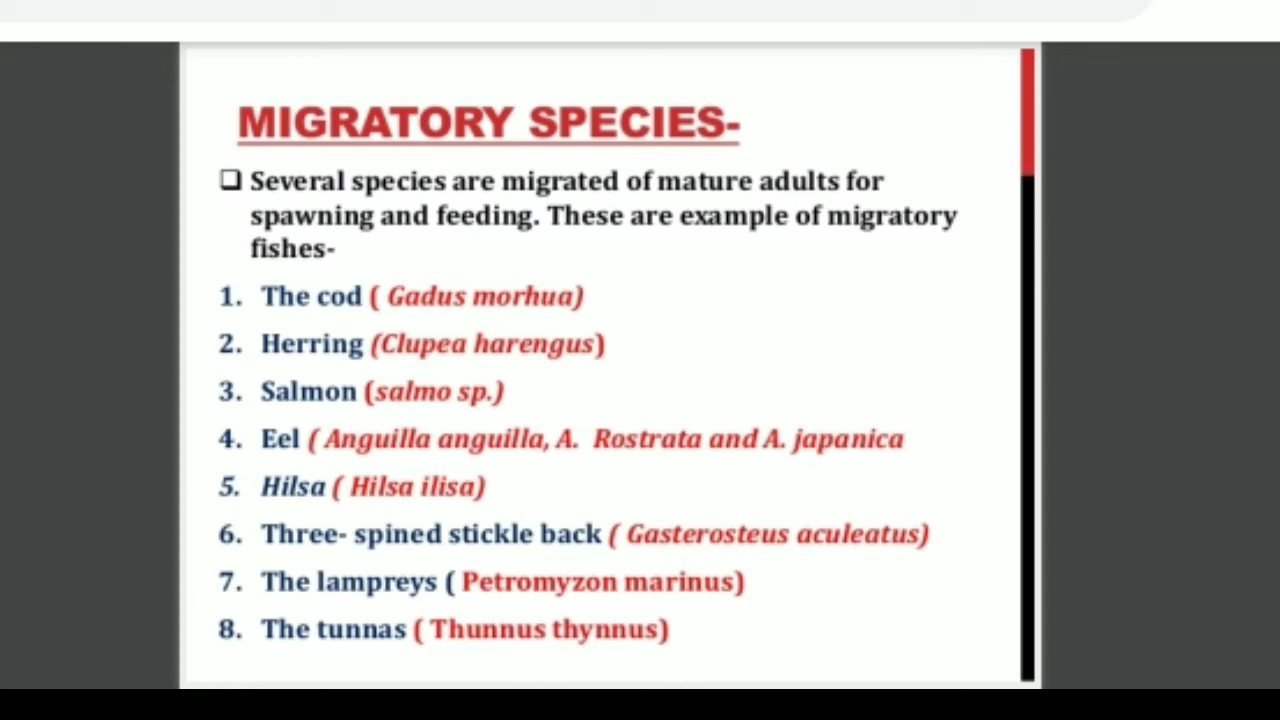 MIGRATORY SPECIES-
❑ Several species are migrated of mature adults for
spawning and feeding. These are example of migratory
fishes-
1. The cod ( Gadus morhua)
2. Herring (Clupea harengus)
3. Salmon (salmo sp.)
4. Eel ( Anguilla anguilla, A. Rostrata and A. japanica
5. Hilsa ( Hilsa ilisa)
6. Three- spined stickle back ( Gasterosteus aculeatus)
7. The lampreys ( Petromyzon marinus)
8. The tunnas ( Thunnus thynnus)